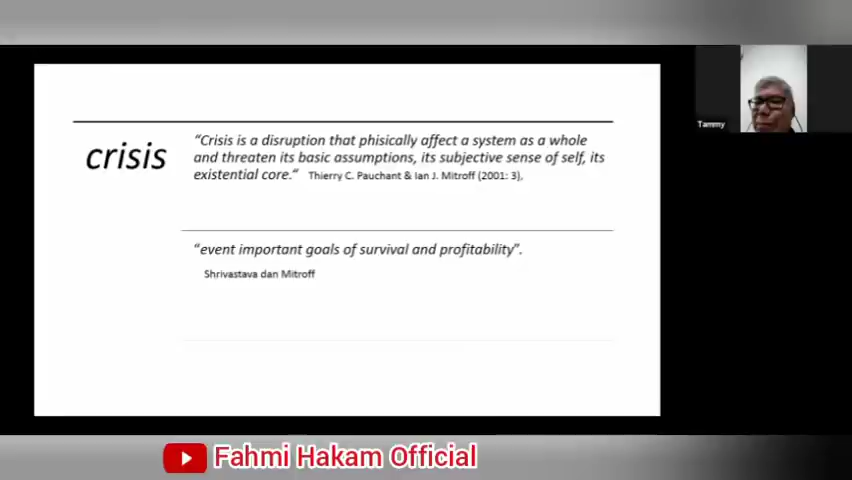 Tammy
crisis
“Crisis is a disruption that phisically affect a system as a whole
and threaten its basic assumptions, its subjective sense of self, its
existential core.“ Thierry C. Pauchant & Ian J. Mitroff (2001: 3),
“event important goals of survival and profitability”.
Shrivastava dan Mitroff
Fahmi Hakam Official